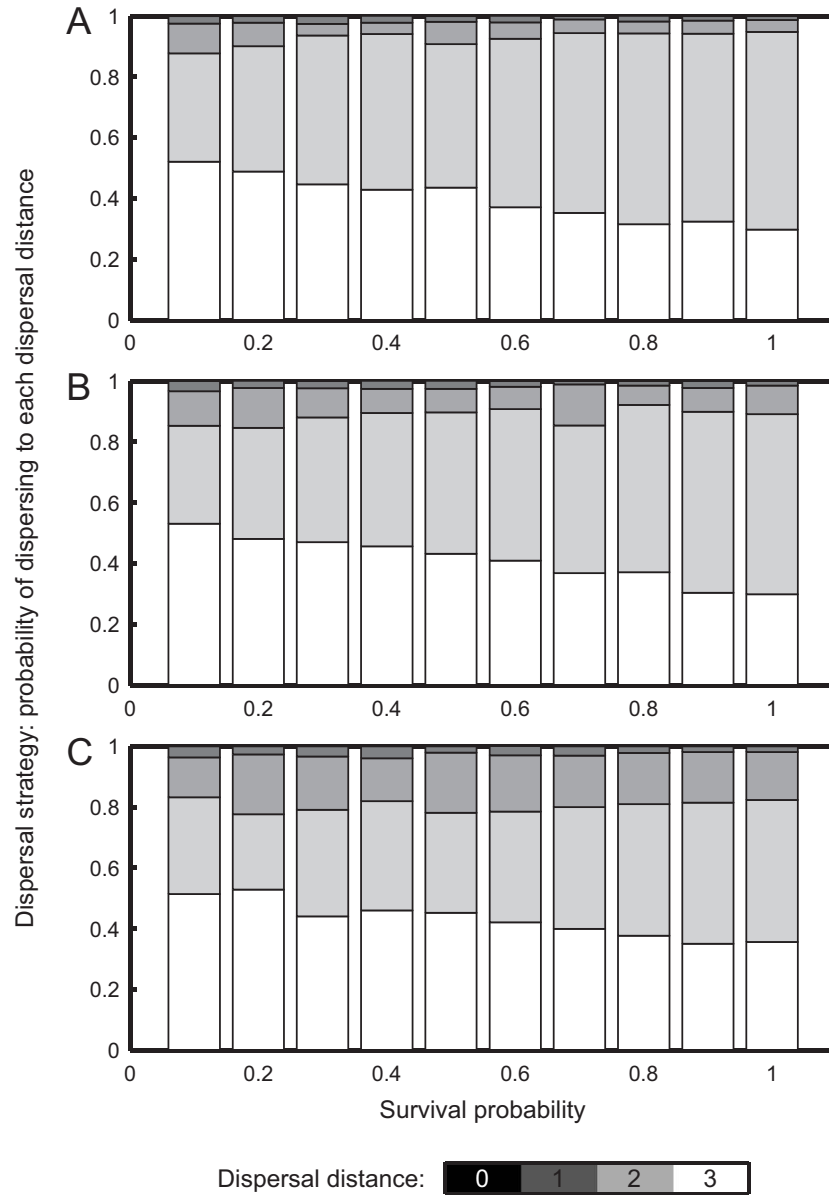 Dispersal strategy: probability of dispersing to each dispersal distance
A
1
0.8
0.6
0.4
0.2
0
0 0.2 0.4 0.6 0.8 1
B
1
0.8
0.6
0.4
0.2
0
0 0.2 0.4 0.6 0.8 1
C
1
0.8
0.6
0.4
0.2
0
0 0.2 0.4 0.6 0.8 1
Survival probability
Dispersal distance: 0 1 2 3